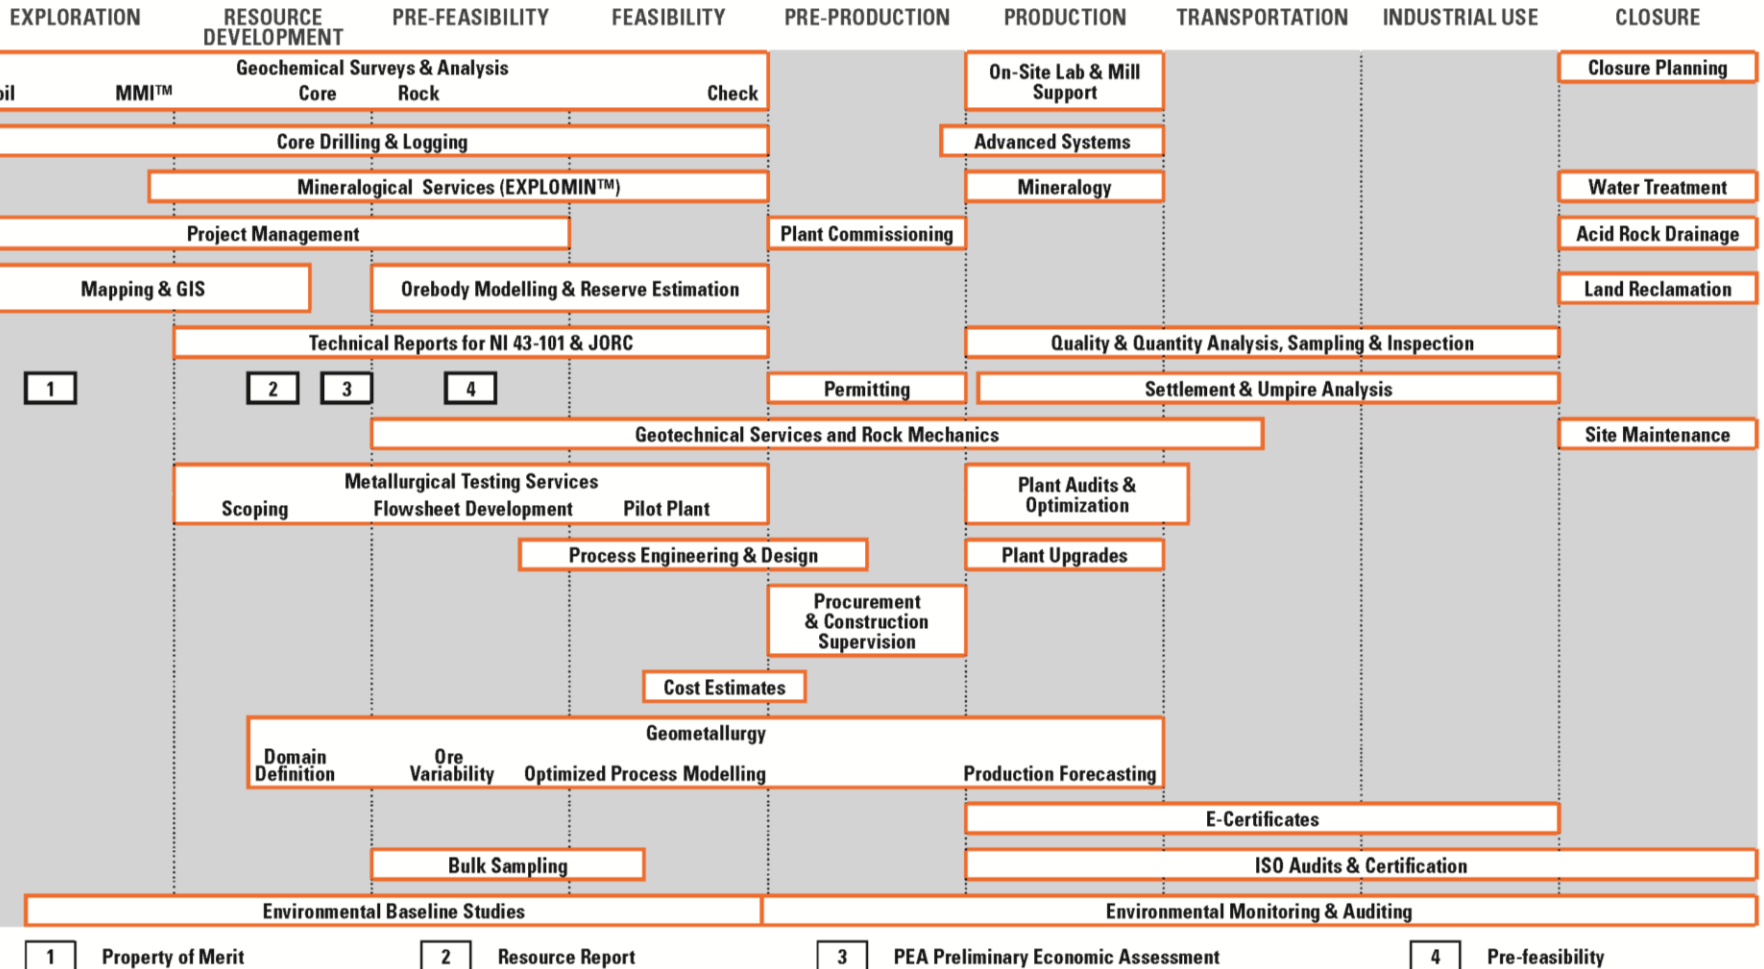 EXPLORATION
RESOURCE
DEVELOPMENT
PRE-FEASIBILITY
FEASIBILITY
PRE-PRODUCTION
PRODUCTION
TRANSPORTATION
INDUSTRIAL USE
CLOSURE
Geochemical Surveys & Analysis
oil MMI™ Core Rock Check
On-Site Lab & Mill
Support
Closure Planning
Core Drilling & Logging
Advanced Systems
Mineralogical Services (EXPLOMIN™)
Mineralogy
Water Treatment
Project Management
Plant Commissioning
Acid Rock Drainage
Mapping & GIS
Orebody Modelling & Reserve Estimation
Land Reclamation
Technical Reports for NI 43-101 & JORC
Quality & Quantity Analysis, Sampling & Inspection
1
2
3
4
Permitting
Settlement & Umpire Analysis
Geotechnical Services and Rock Mechanics
Site Maintenance
Metallurgical Testing Services
Scoping Flowsheet Development Pilot Plant
Plant Audits &
Optimization
Process Engineering & Design
Plant Upgrades
Procurement
& Construction
Supervision
Cost Estimates
Geometallurgy
Domain
Definition
Ore
Variability
Optimized Process Modelling
Production Forecasting
E-Certificates
Bulk Sampling
ISO Audits & Certification
Environmental Baseline Studies
Environmental Monitoring & Auditing
1 Property of Merit
2 Resource Report
3 PEA Preliminary Economic Assessment
4 Pre-feasibility